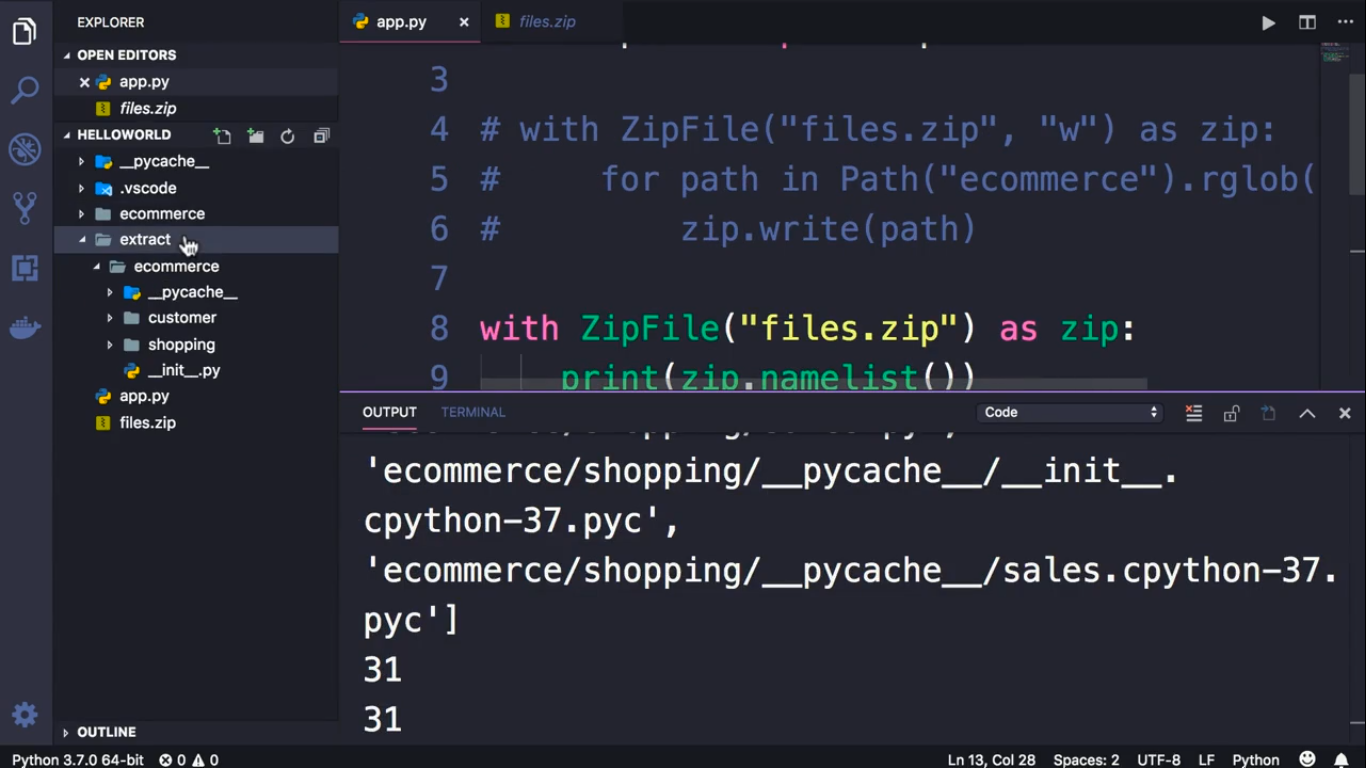 EXPLORER
OPEN EDITORS
app.py
files.zip
HELLOWORLD
__pycache__
.vscode
ecommerce
extract
ecommerce
__pycache__
customer
shopping
__init__.py
app.py
files.zip
OUTLINE
app.py
files.zip
3
4 # with ZipFile("files.zip", "w") as zip:
5 #     for path in Path("ecommerce").rglob(
6 #         zip.write(path)
7
8 with ZipFile("files.zip") as zip:
9     print(zip.namelist())
OUTPUT TERMINAL Code
'ecommerce/shopping/__pycache__/__init__.
cpython-37.pyc',
'ecommerce/shopping/__pycache__/sales.cpython-37.
pyc']
31
31
Python 3.7.0 64-bit 0 0 Ln 13, Col 28 Spaces: 2 UTF-8 LF Python